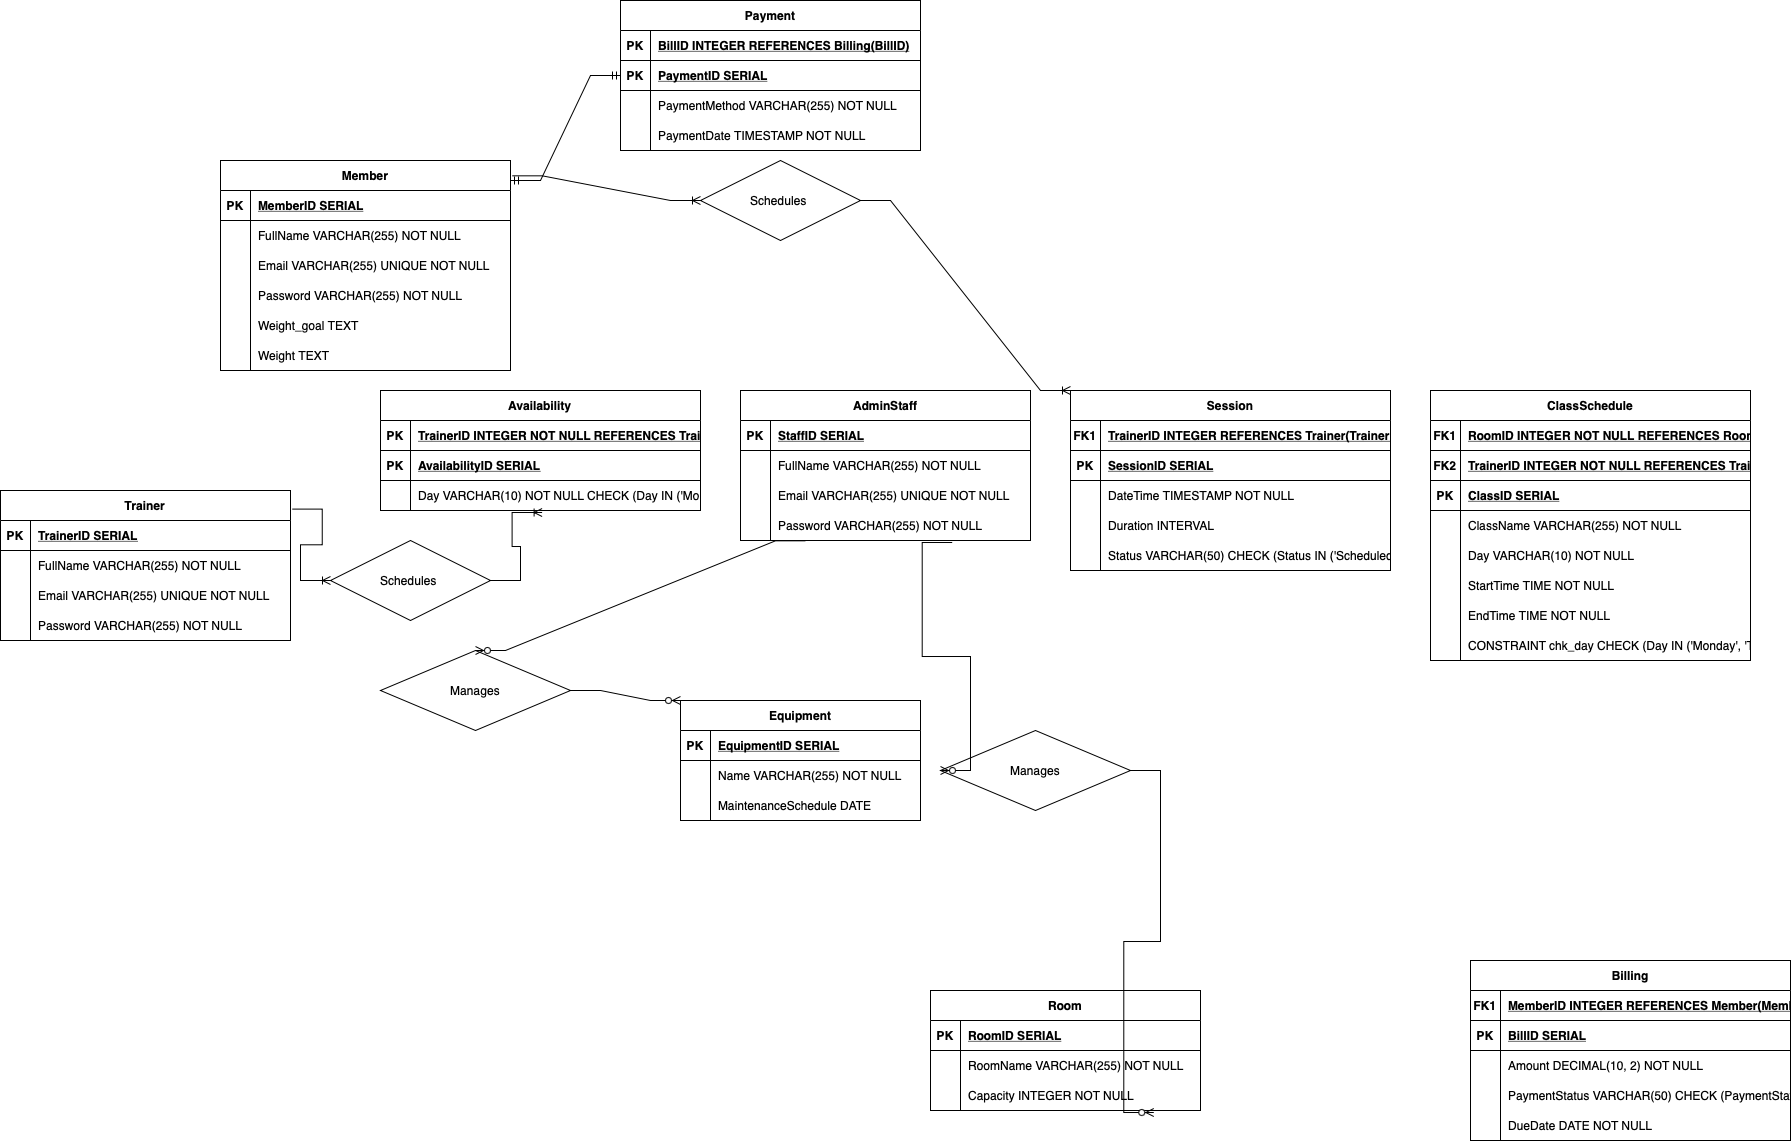 Payment
PK BillID INTEGER REFERENCES Billing(BillID)
PK PaymentID SERIAL
PaymentMethod VARCHAR(255) NOT NULL
PaymentDate TIMESTAMP NOT NULL
Member
PK MemberID SERIAL
FullName VARCHAR(255) NOT NULL
Email VARCHAR(255) UNIQUE NOT NULL
Password VARCHAR(255) NOT NULL
Weight_goal TEXT
Weight TEXT
Schedules
Availability
PK TrainerID INTEGER NOT NULL REFERENCES Trai
PK AvailabilityID SERIAL
Day VARCHAR(10) NOT NULL CHECK (Day IN ('Mo
AdminStaff
PK StaffID SERIAL
FullName VARCHAR(255) NOT NULL
Email VARCHAR(255) UNIQUE NOT NULL
Password VARCHAR(255) NOT NULL
Session
FK1 TrainerID INTEGER REFERENCES Trainer(Trainer
PK SessionID SERIAL
DateTime TIMESTAMP NOT NULL
Duration INTERVAL
Status VARCHAR(50) CHECK (Status IN ('Scheduled
ClassSchedule
FK1 RoomID INTEGER NOT NULL REFERENCES Room
FK2 TrainerID INTEGER NOT NULL REFERENCES Trai
PK ClassID SERIAL
ClassName VARCHAR(255) NOT NULL
Day VARCHAR(10) NOT NULL
StartTime TIME NOT NULL
EndTime TIME NOT NULL
CONSTRAINT chk_day CHECK (Day IN ('Monday', 'T
Trainer
PK TrainerID SERIAL
FullName VARCHAR(255) NOT NULL
Email VARCHAR(255) UNIQUE NOT NULL
Password VARCHAR(255) NOT NULL
Schedules
Manages
Equipment
PK EquipmentID SERIAL
Name VARCHAR(255) NOT NULL
MaintenanceSchedule DATE
Manages
Room
PK RoomID SERIAL
RoomName VARCHAR(255) NOT NULL
Capacity INTEGER NOT NULL
Billing
FK1 MemberID INTEGER REFERENCES Member(Mem
PK BillID SERIAL
Amount DECIMAL(10, 2) NOT NULL
PaymentStatus VARCHAR(50) CHECK (PaymentSta
DueDate DATE NOT NULL